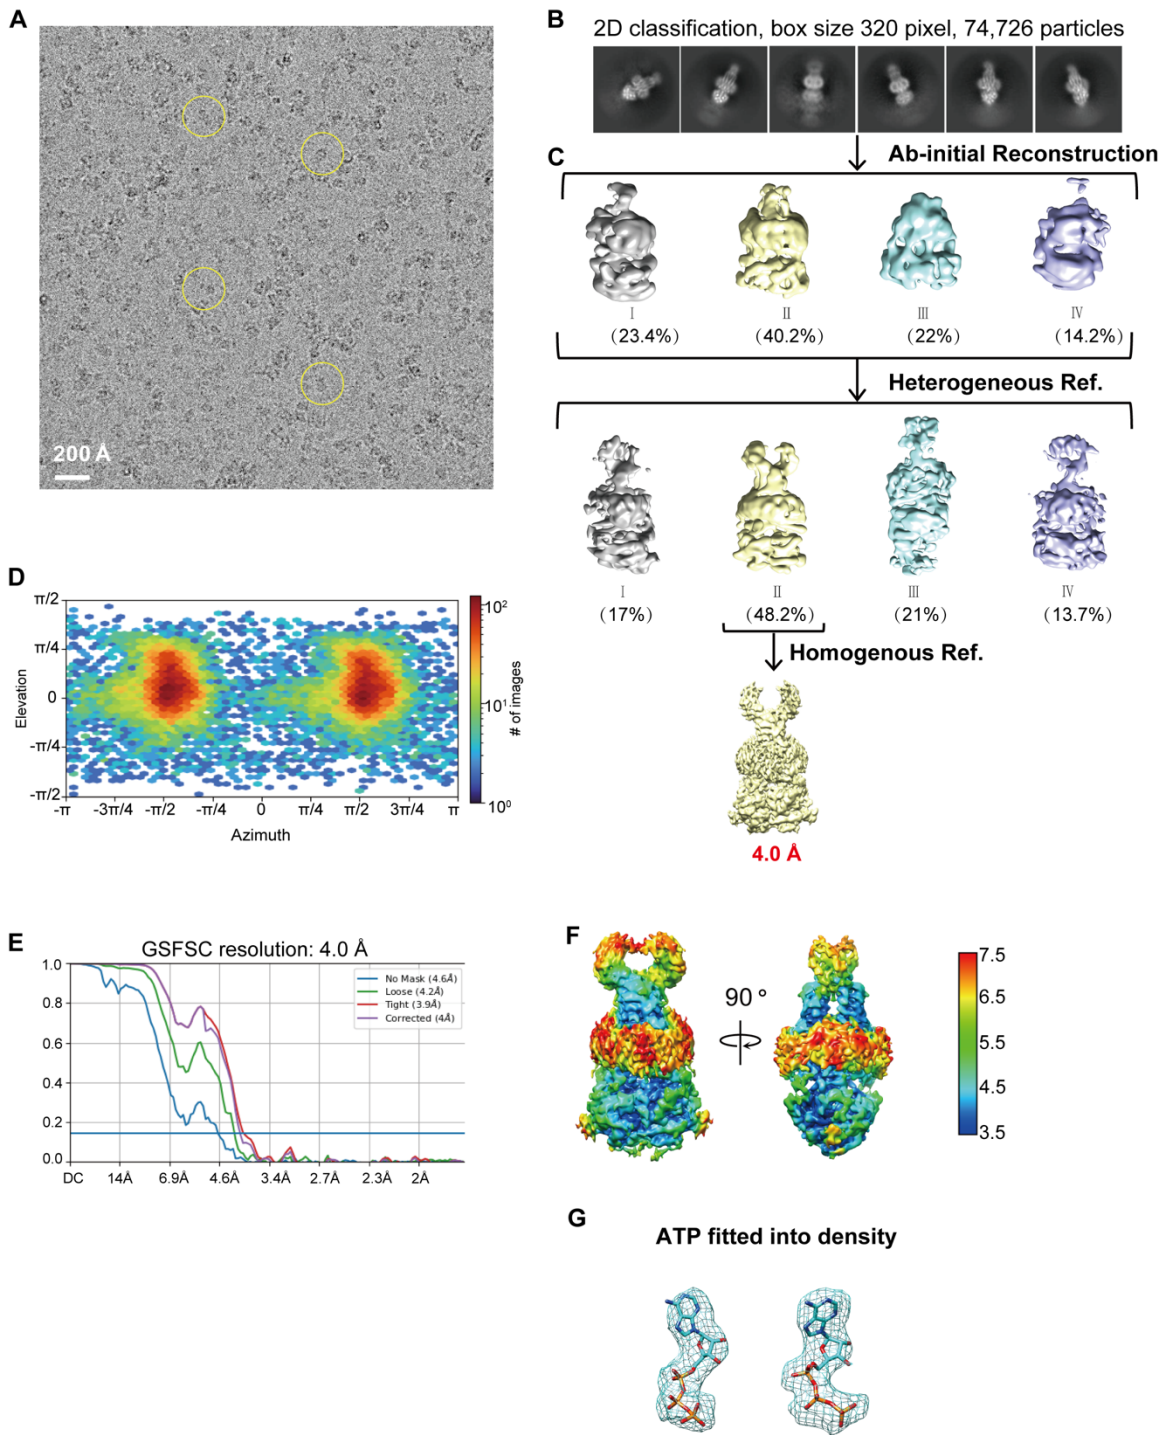 A
200 Å
B
2D classification, box size 320 pixel, 74,726 particles
C
Ab-initial Reconstruction
I II III IV
(23.4%) (40.2%) (22%) (14.2%)
Heterogeneous Ref.
I II III IV
(17%) (48.2%) (21%) (13.7%)
Homogenous Ref.
4.0 Å
D
π/2
π/4
0
-π/4
-π/2
Elevation
-π -3π/4 -π/2 -π/4 0 π/4 π/2 3π/4 π
Azimuth
10²
10¹
10⁰
# of images
E
GSFSC resolution: 4.0 Å
1.0
0.8
0.6
0.4
0.2
0.0
No Mask (4.6Å)
Loose (4.2Å)
Tight (3.9Å)
Corrected (4Å)
DC 14Å 6.9Å 4.6Å 3.4Å 2.7Å 2.3Å 2Å
F
90 °
7.5
6.5
5.5
4.5
3.5
G
ATP fitted into density